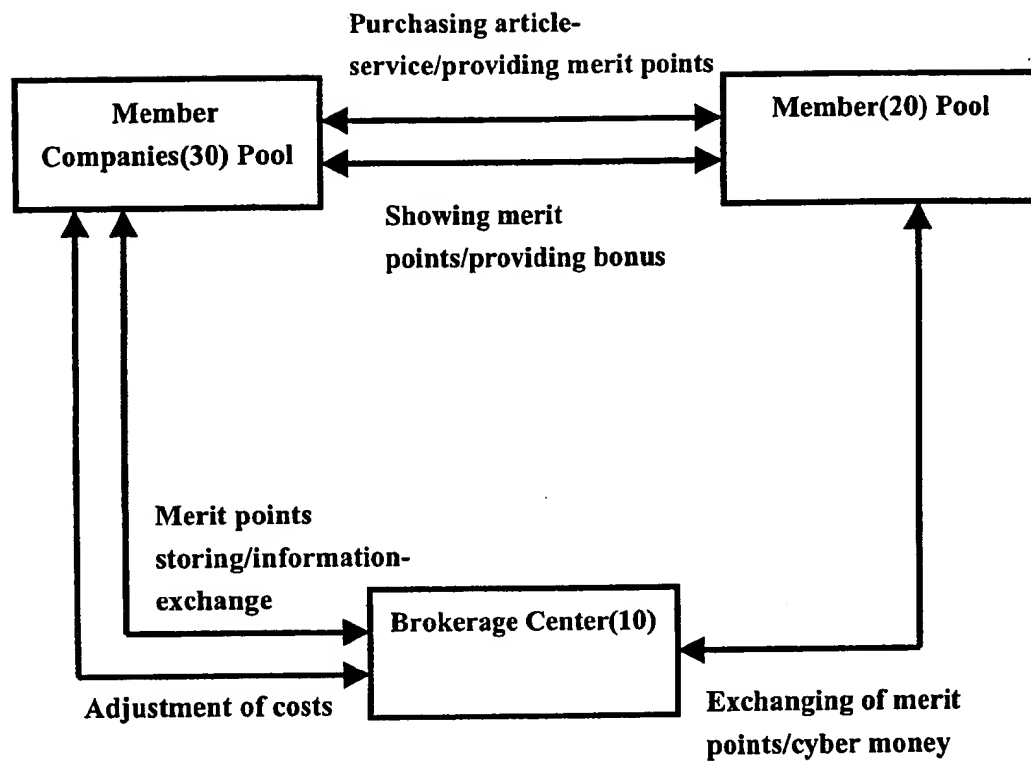 Purchasing article-
service/providing merit points
Member
Companies(30) Pool
Member(20) Pool
Showing merit
points/providing bonus
Merit points
storing/information-
exchange
Brokerage Center(10)
Adjustment of costs
Exchanging of merit
points/cyber money